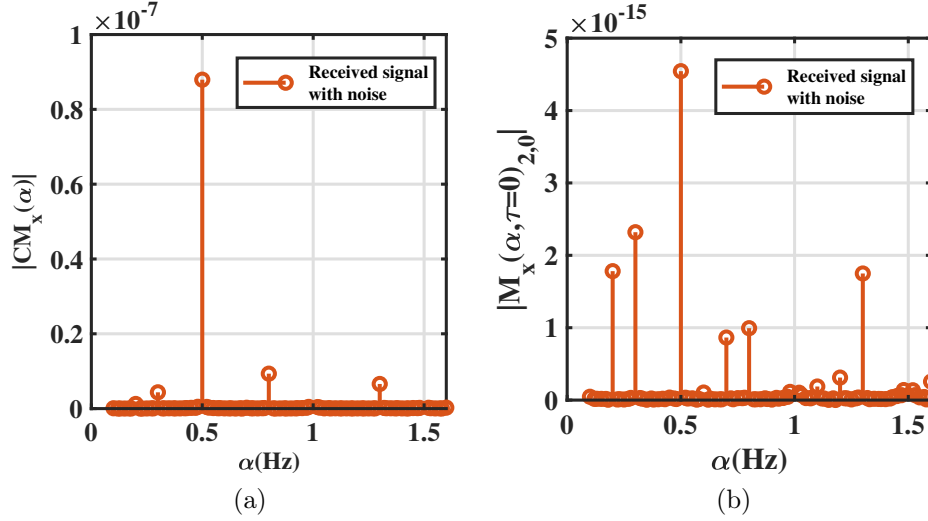 ×10⁻⁷
1
0.8
0.6
0.4
0.2
0
|CMₓ(α)|
Received signal
with noise
0 0.5 1 1.5
α(Hz)
(a)
×10⁻¹⁵
5
4
3
2
1
0
|Mₓ(α,τ=0)₂,₀|
Received signal
with noise
0 0.5 1 1.5
α(Hz)
(b)